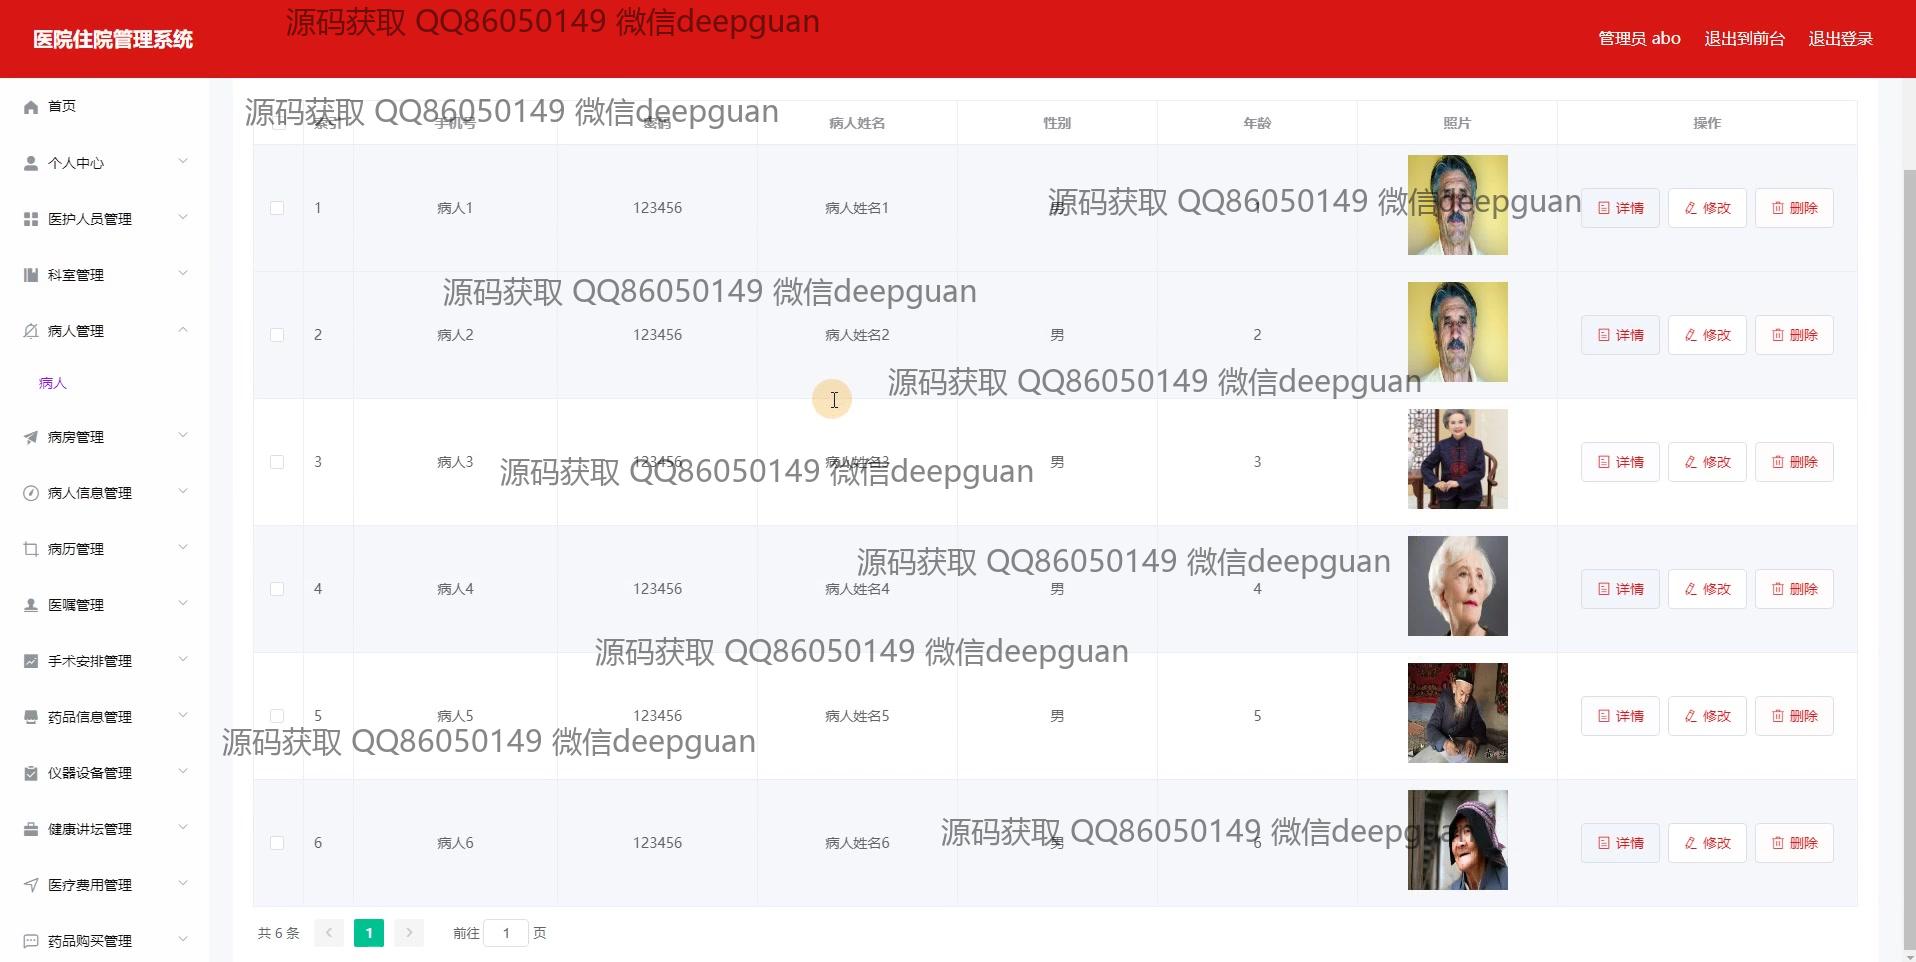 医院住院管理系统
源码获取 QQ86050149 微信deepguan
管理员 abo 退出到前台 退出登录
首页
个人中心
医护人员管理
科室管理
病人管理
病人
病房管理
病人信息管理
病历管理
医嘱管理
手术安排管理
药品信息管理
仪器设备管理
健康讲坛管理
医疗费用管理
药品购买管理
源码获取 QQ86050149 微信deepguan
索引 手机号 密码 病人姓名 性别 年龄 照片 操作
源码获取 QQ86050149 微信deepguan
1 病人1 123456 病人姓名1 男 1 详情 修改 删除
源码获取 QQ86050149 微信deepguan
2 病人2 123456 病人姓名2 男 2 详情 修改 删除
源码获取 QQ86050149 微信deepguan
3 病人3 123456 病人姓名3 男 3 详情 修改 删除
源码获取 QQ86050149 微信deepguan
源码获取 QQ86050149 微信deepguan
4 病人4 123456 病人姓名4 男 4 详情 修改 删除
源码获取 QQ86050149 微信deepguan
5 病人5 123456 病人姓名5 男 5 详情 修改 删除
源码获取 QQ86050149 微信deepguan
源码获取 QQ86050149 微信deepguan
6 病人6 123456 病人姓名6 男 6 详情 修改 删除
共 6 条 1 前往 1 页